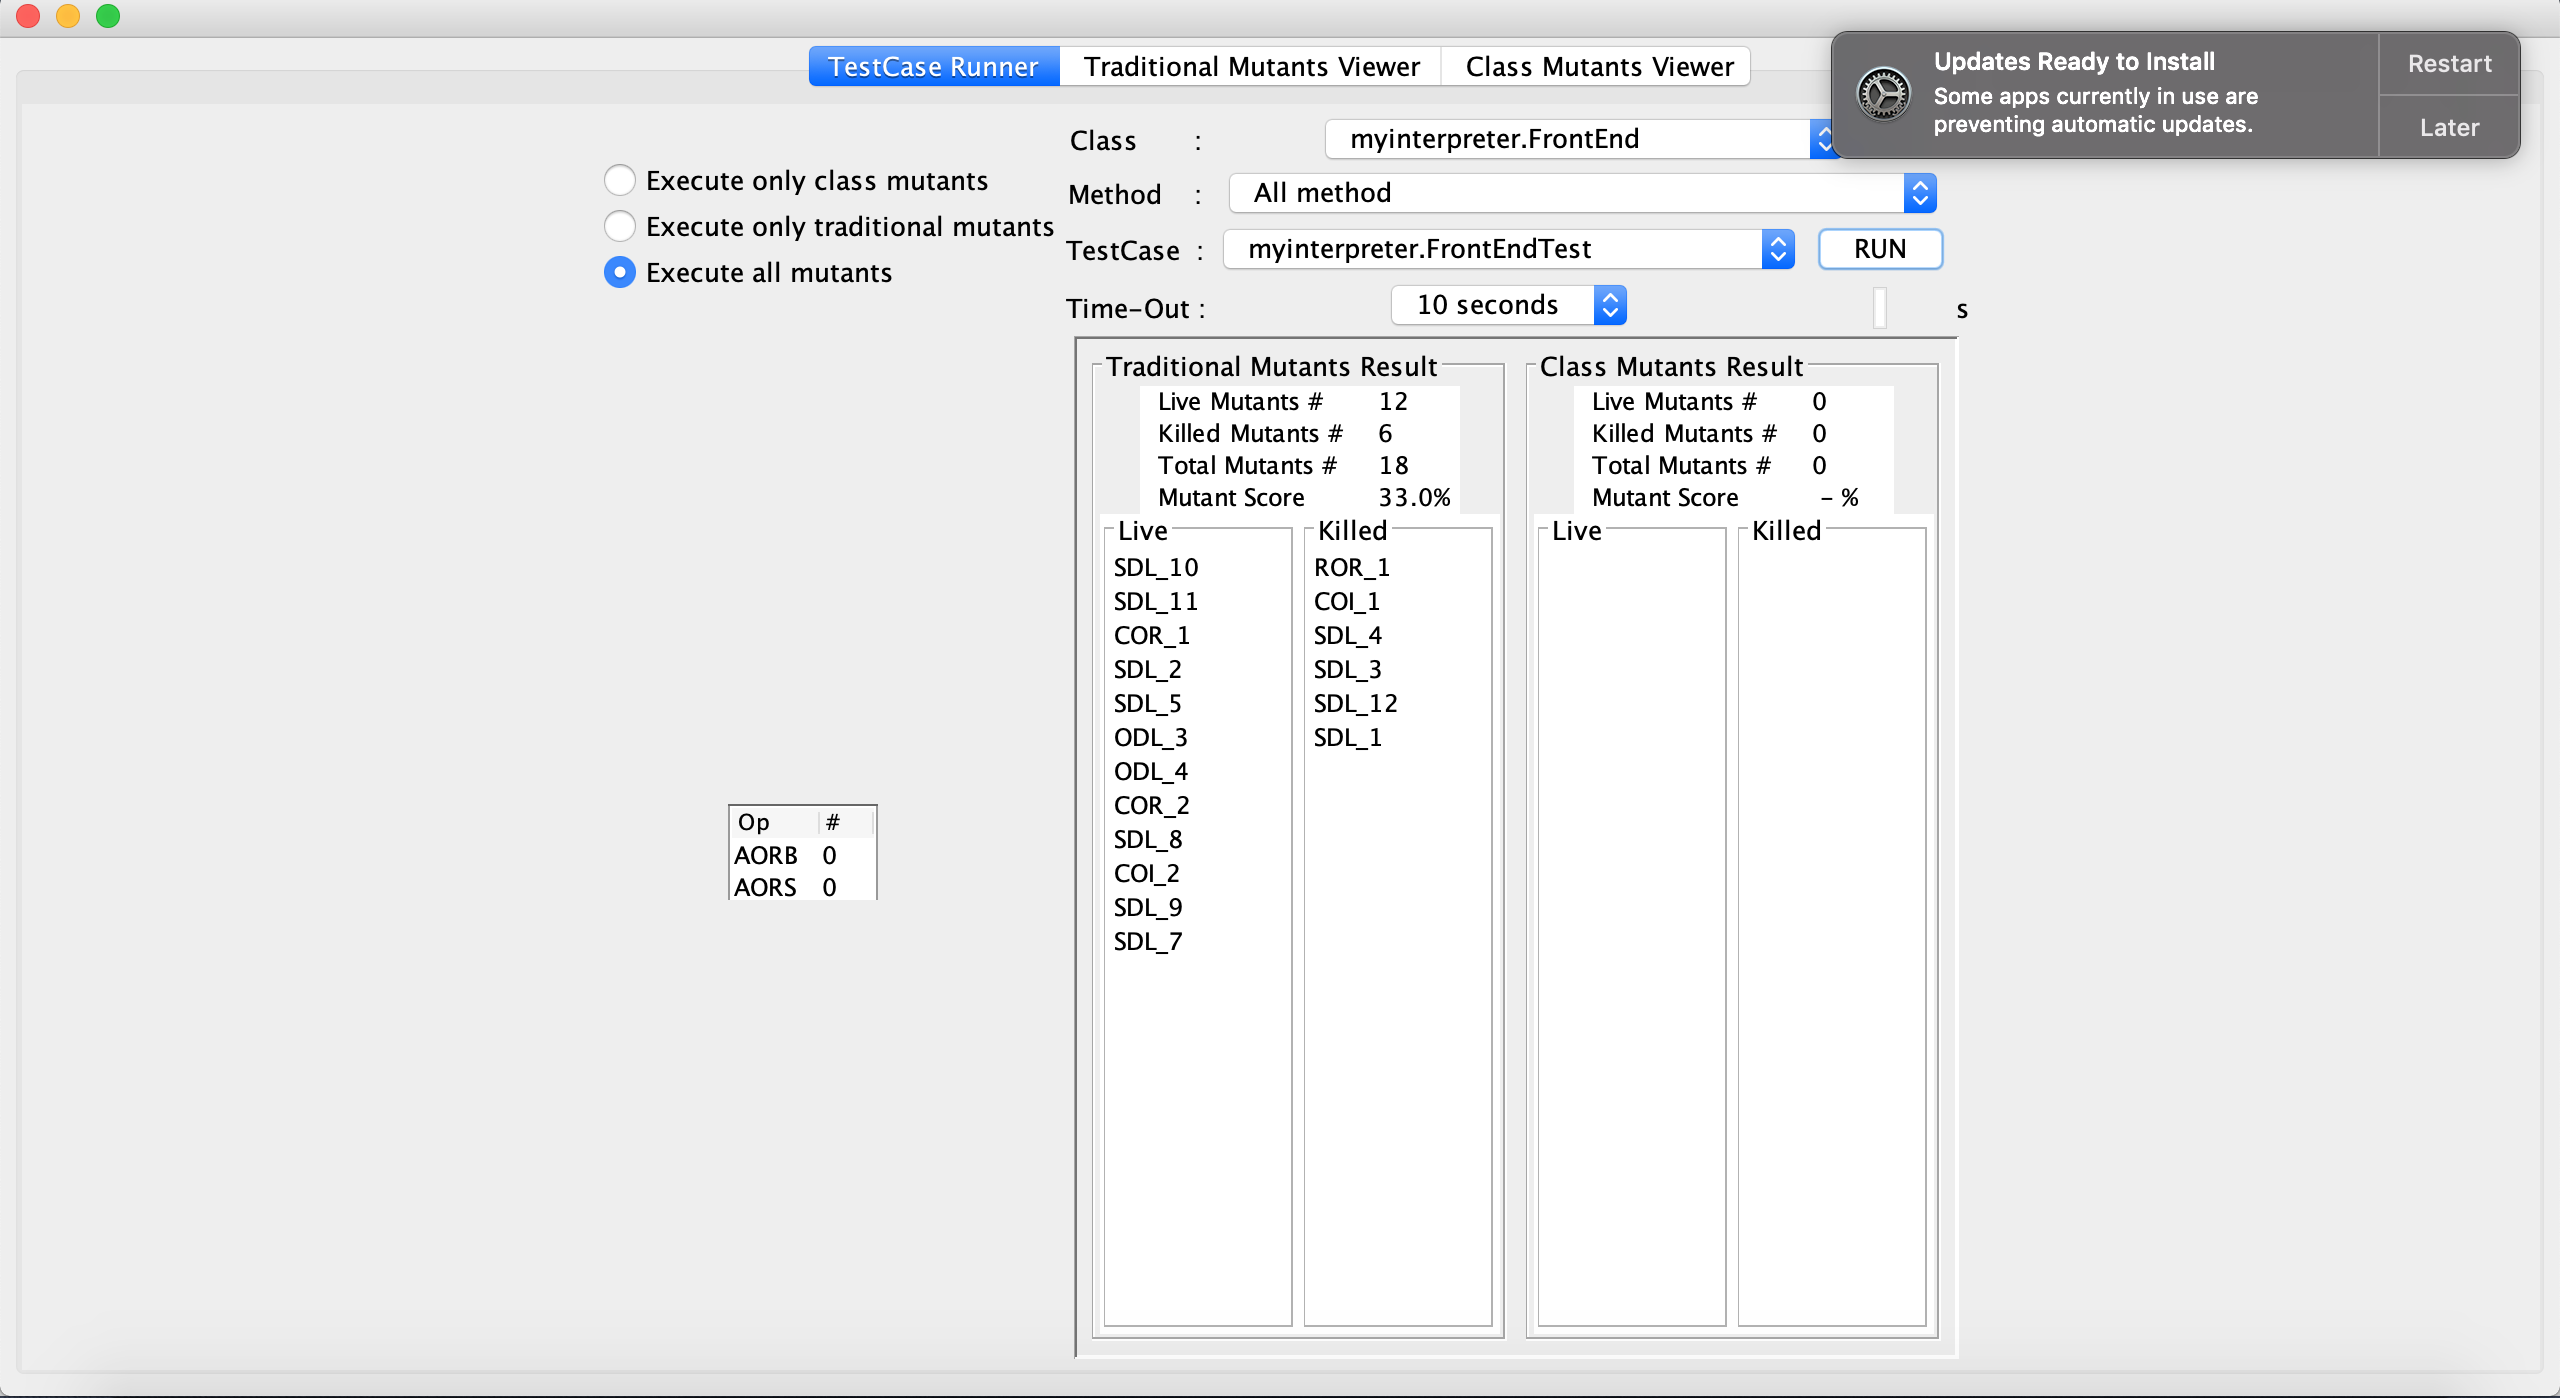 TestCase Runner Traditional Mutants Viewer Class Mutants Viewer
Updates Ready to Install
Some apps currently in use are
preventing automatic updates.
Restart
Later
Execute only class mutants
Execute only traditional mutants
Execute all mutants
Class : myinterpreter.FrontEnd
Method : All method
TestCase : myinterpreter.FrontEndTest RUN
Time-Out : 10 seconds s
Op #
AORB 0
AORS 0
Traditional Mutants Result
Live Mutants # 12
Killed Mutants # 6
Total Mutants # 18
Mutant Score 33.0%
Live
SDL_10
SDL_11
COR_1
SDL_2
SDL_5
ODL_3
ODL_4
COR_2
SDL_8
COI_2
SDL_9
SDL_7
Killed
ROR_1
COI_1
SDL_4
SDL_3
SDL_12
SDL_1
Class Mutants Result
Live Mutants # 0
Killed Mutants # 0
Total Mutants # 0
Mutant Score - %
Live
Killed